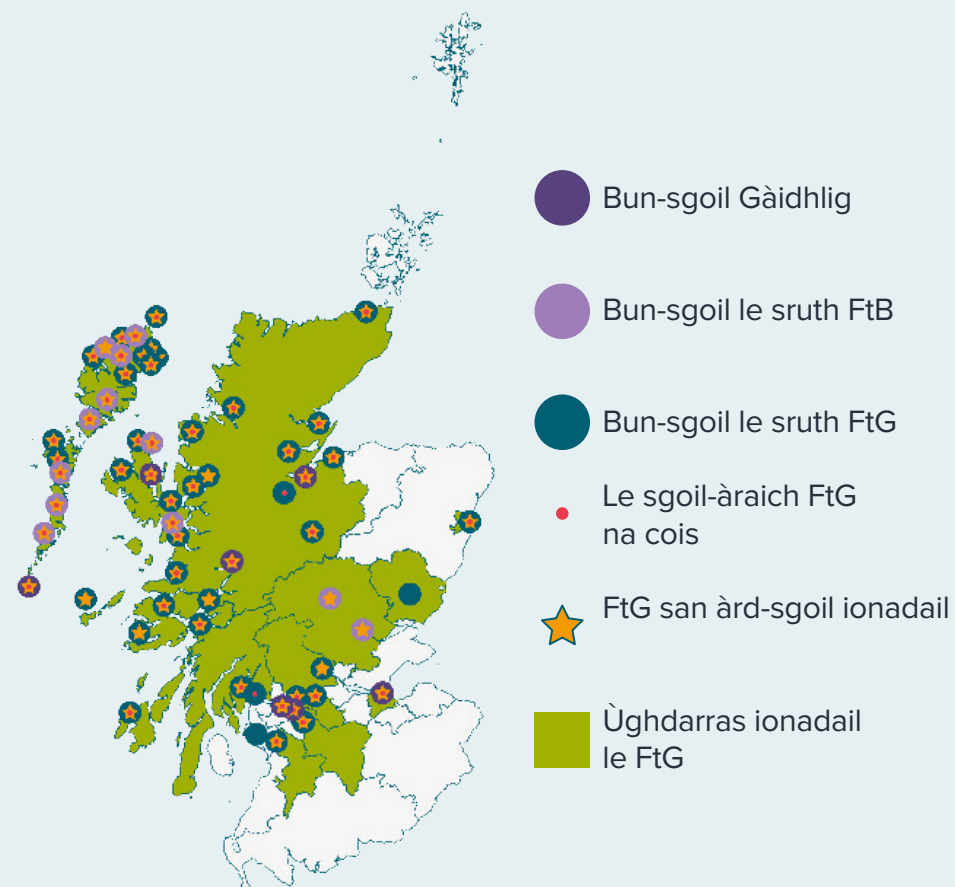 Bun-sgoil Gàidhlig
Bun-sgoil le sruth FtB
Bun-sgoil le sruth FtG
Le sgoil-àraich FtG
na cois
FtG san àrd-sgoil ionadail
Ùghdarras ionadail
le FtG